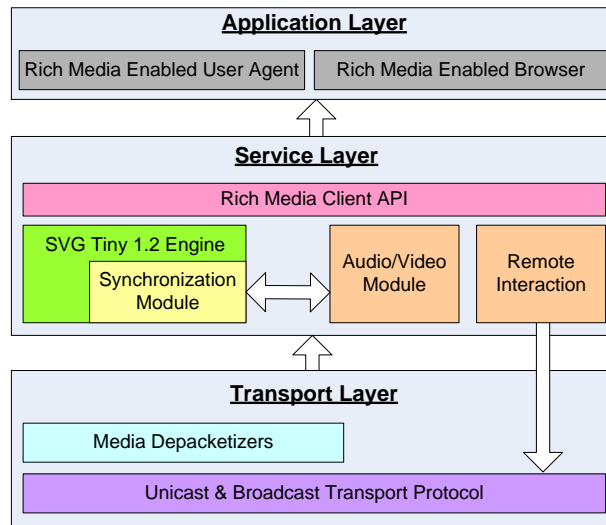 Application Layer
Rich Media Enabled User Agent
Rich Media Enabled Browser
Service Layer
Rich Media Client API
SVG Tiny 1.2 Engine
Synchronization
Module
Audio/Video
Module
Remote
Interaction
Transport Layer
Media Depacketizers
Unicast & Broadcast Transport Protocol